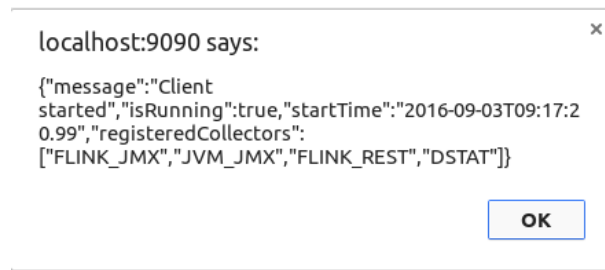 localhost:9090 says:
×
{"message":"Client
started","isRunning":true,"startTime":"2016-09-03T09:17:2
0.99","registeredCollectors":
["FLINK_JMX","JVM_JMX","FLINK_REST","DSTAT"]}
OK